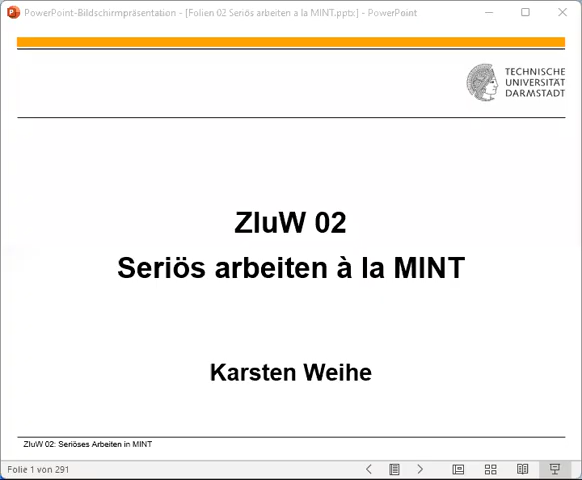 PowerPoint-Bildschirmpräsentation - [Folien 02 Seriös arbeiten a la MINT.pptx] - PowerPoint
TECHNISCHE
UNIVERSITÄT
DARMSTADT
ZIuW 02
Seriös arbeiten à la MINT
Karsten Weihe
ZIuW 02: Seriöses Arbeiten in MINT
Folie 1 von 291